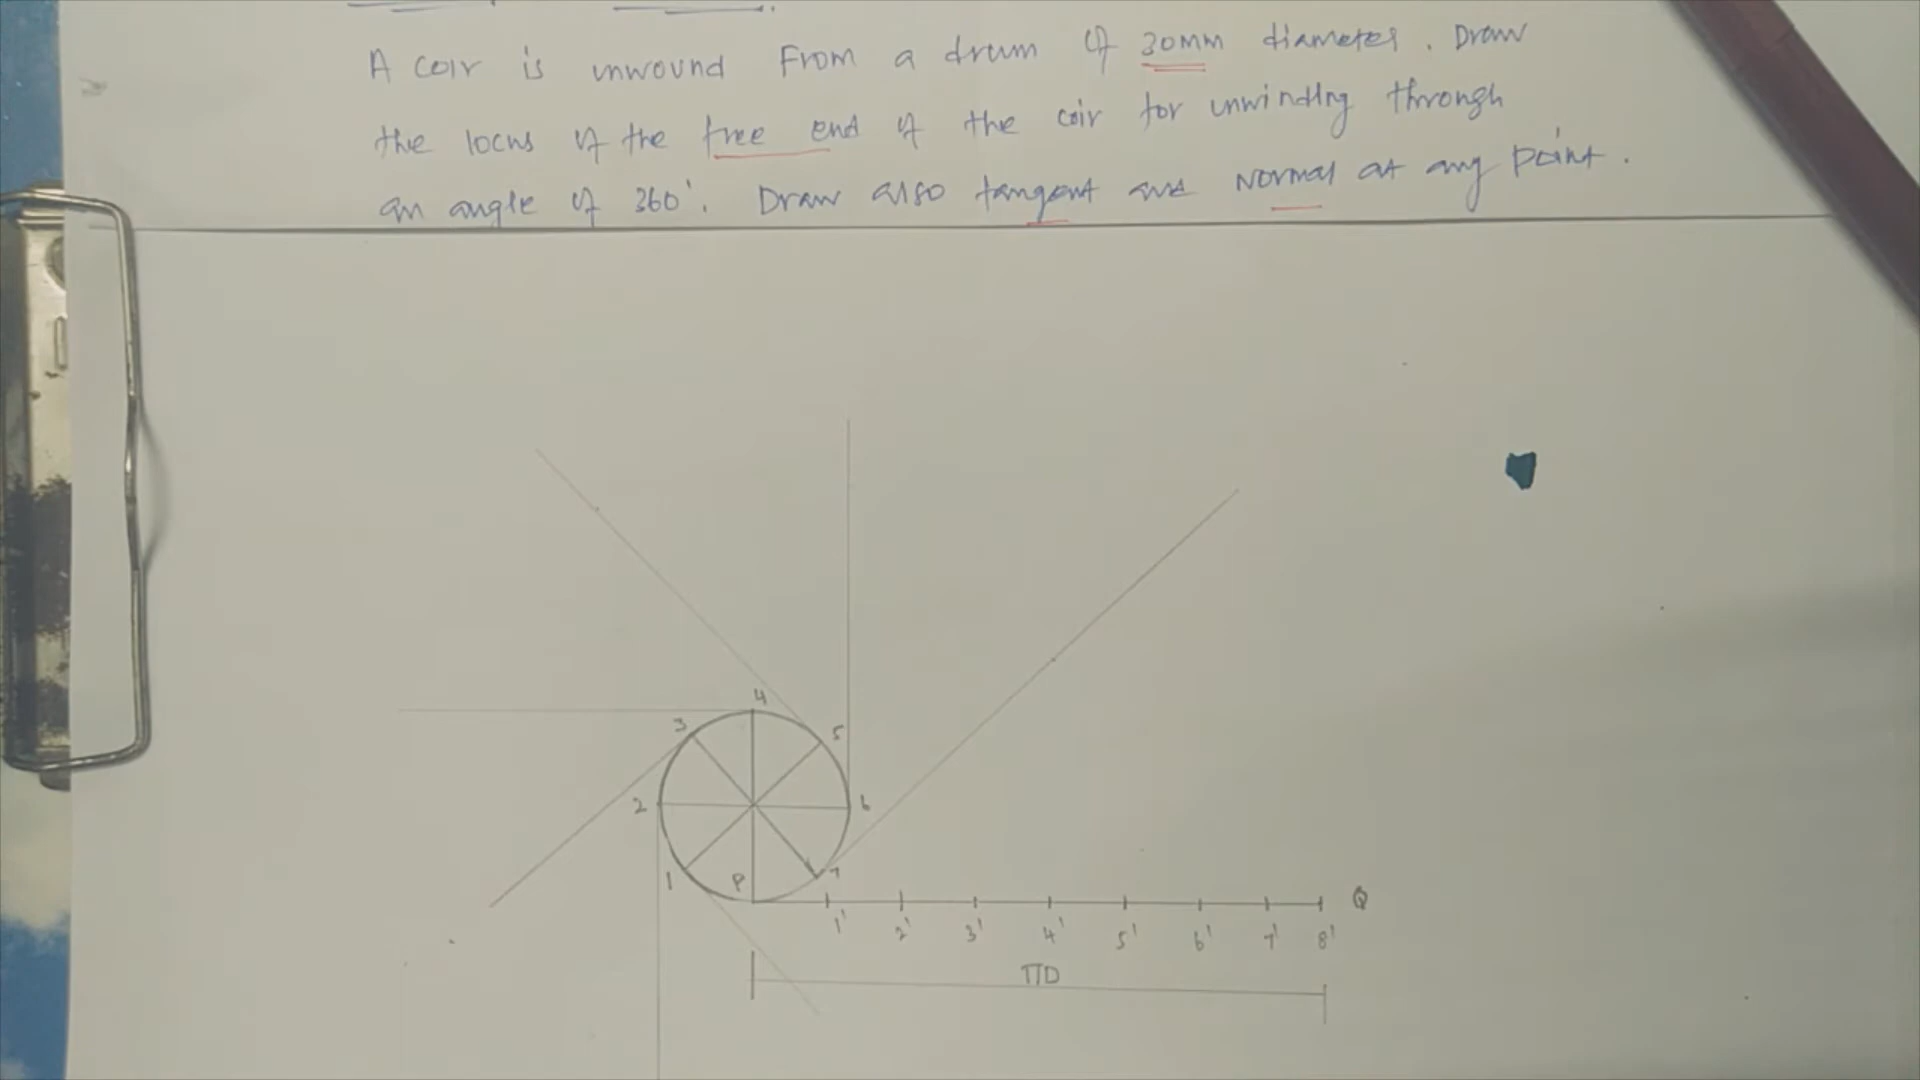 A coir is unwound From a drum of 30mm diameter. Draw
the locus of the free end of the coir for unwinding through
an angle of 360'. Draw also tangent and Normal at any point.
4
3
5
2
6
1
P
7
Q
1' 2' 3' 4' 5' 6' 7' 8'
πD